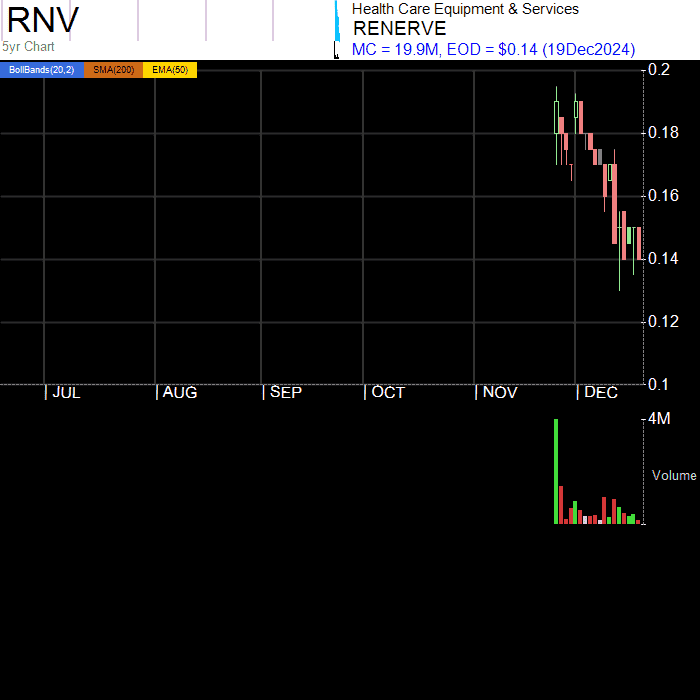 RNV
5yr Chart
Health Care Equipment & Services
RENERVE
MC = 19.9M, EOD = $0.14 (19Dec2024)
BollBands(20,2) SMA(200) EMA(50)
0.2
0.18
0.16
0.14
0.12
0.1
JUL AUG SEP OCT NOV DEC
4M
Volume